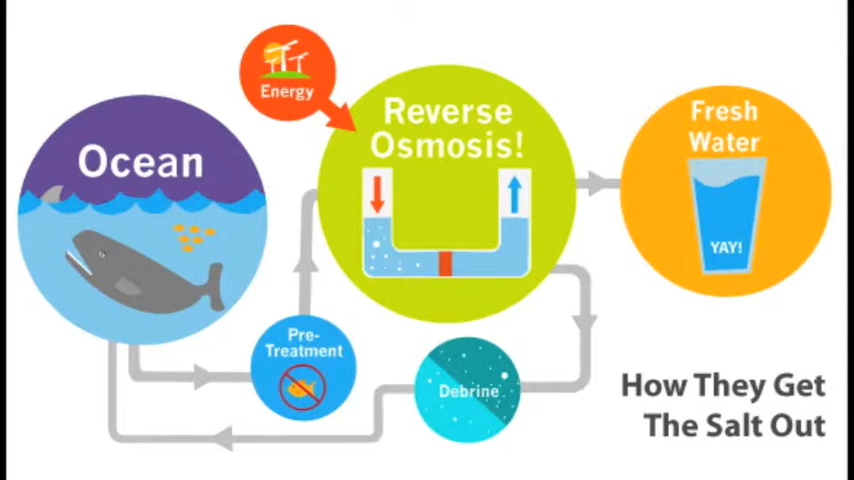 Energy
Ocean
Reverse
Osmosis!
Fresh
Water
YAY!
Pre-
Treatment
Debrine
How They Get
The Salt Out